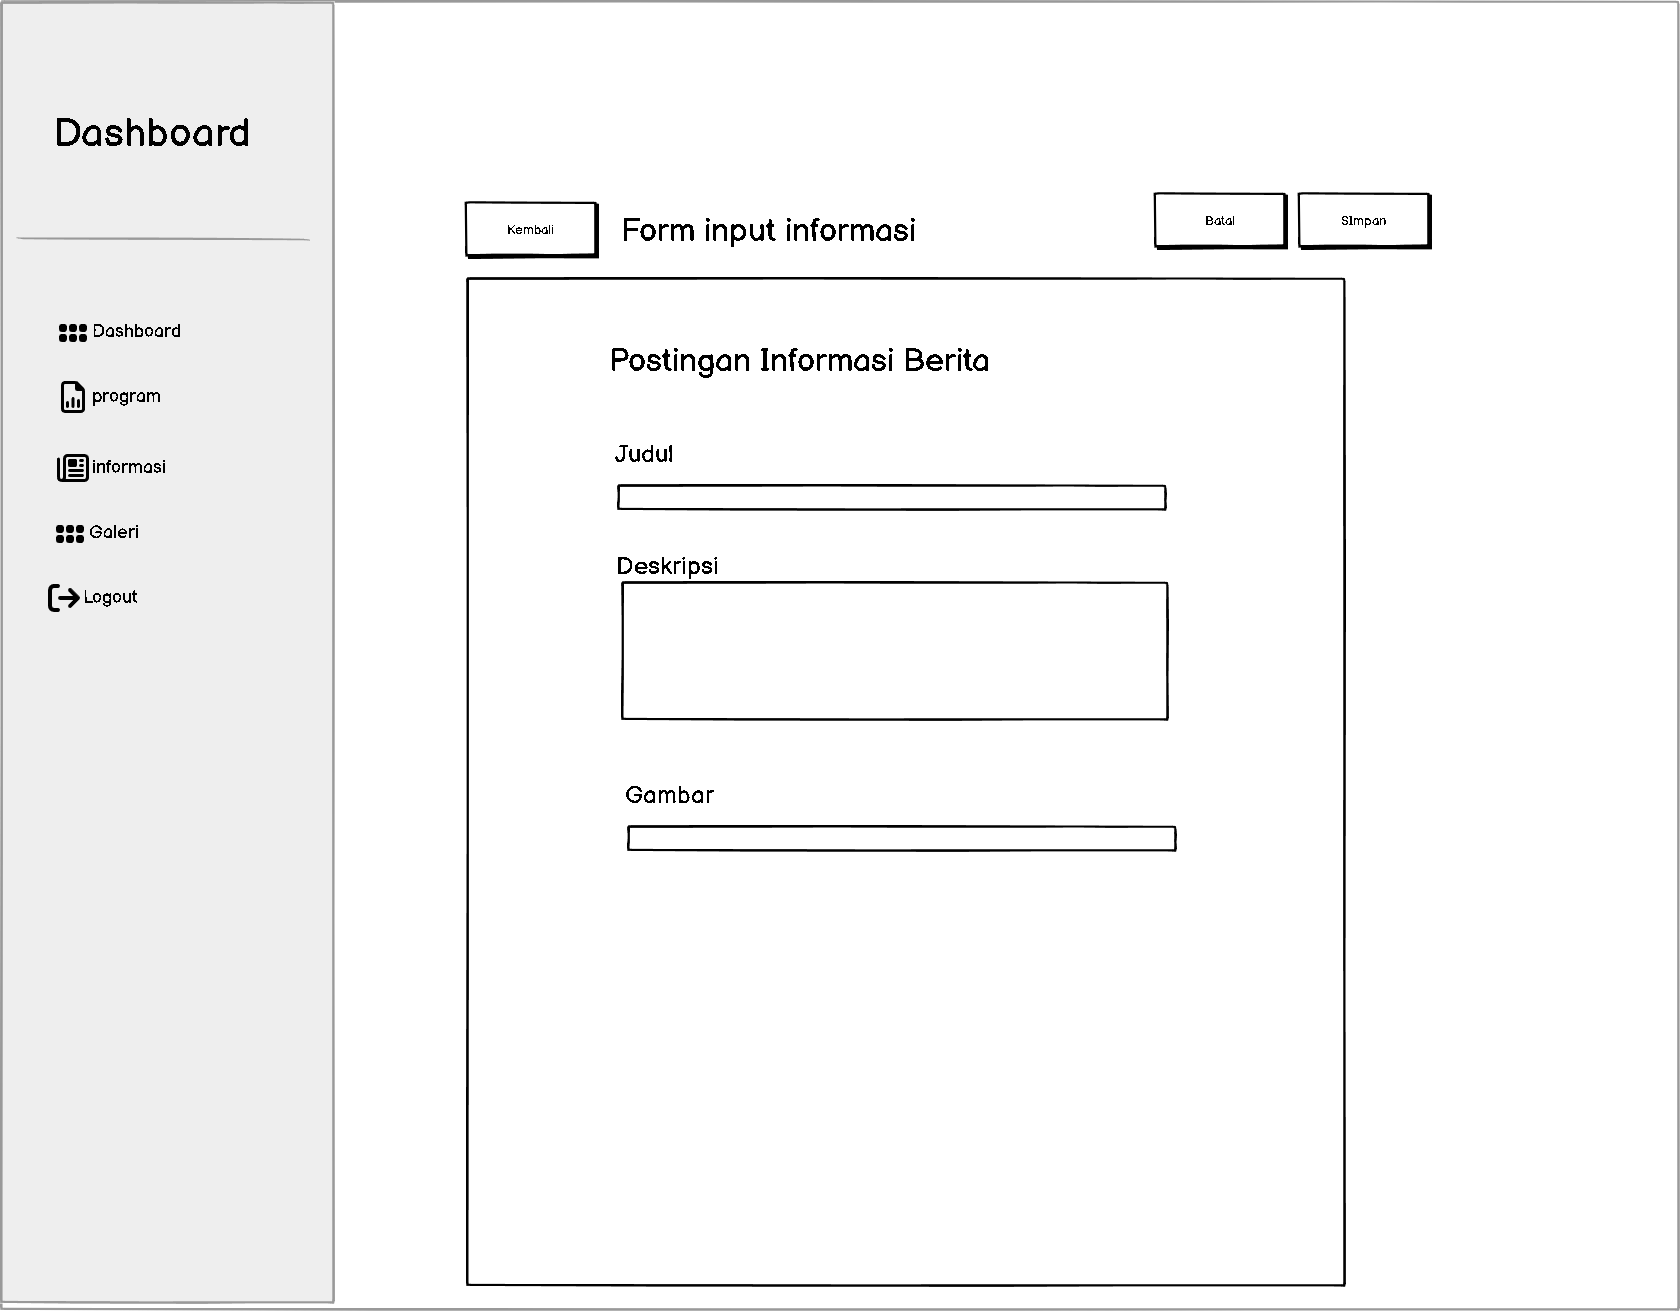 Dashboard
Dashboard
program
informasi
Galeri
Logout
Kembali
Form input informasi
Batal
SImpan
Postingan Informasi Berita
Judul
Deskripsi
Gambar